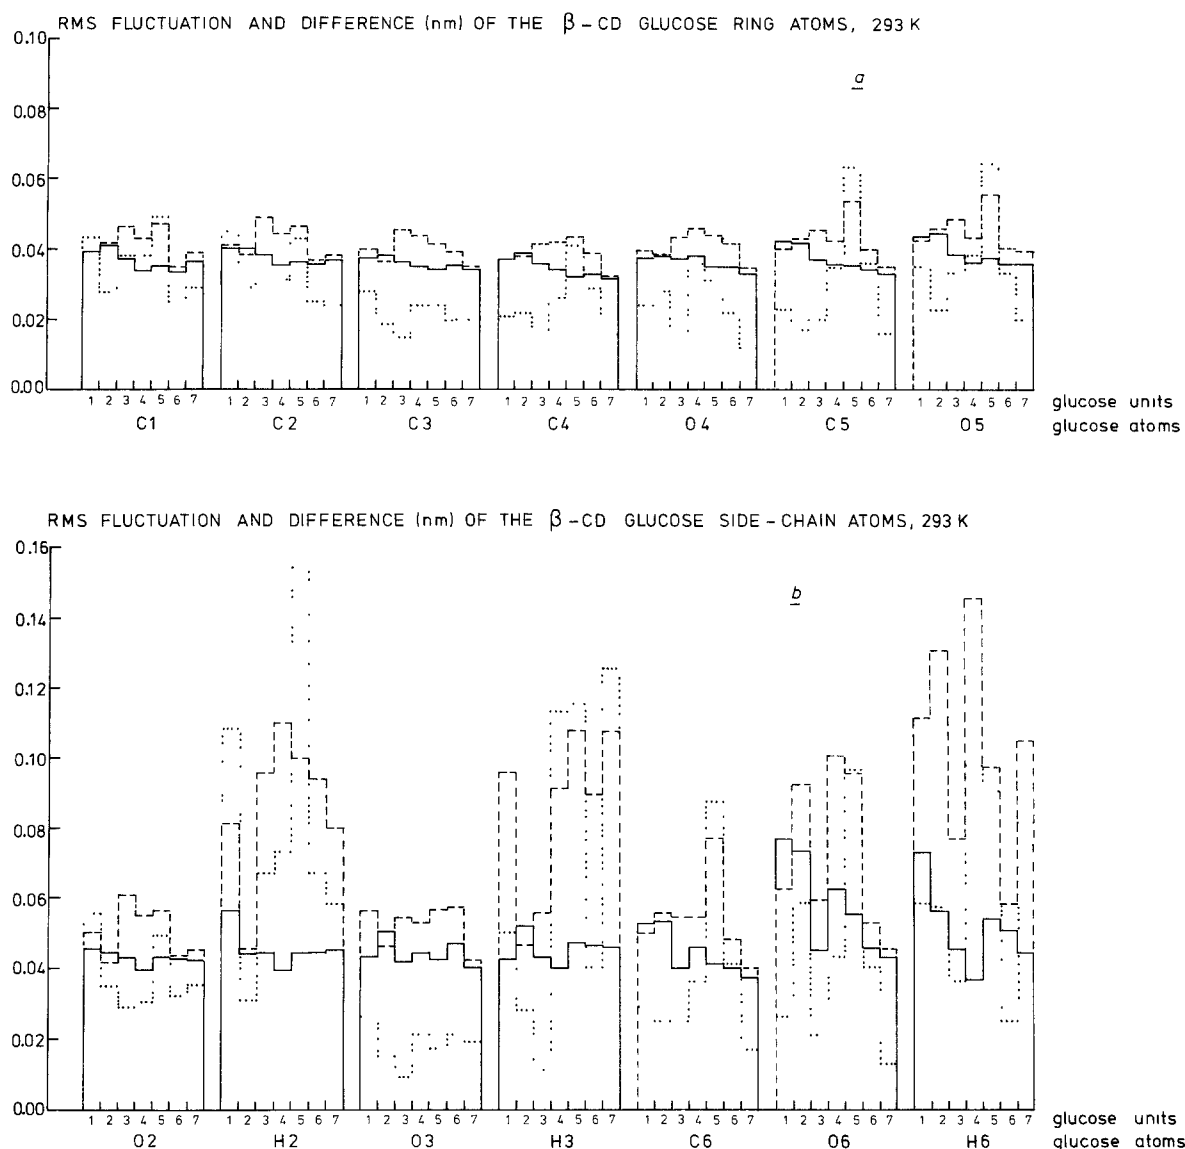 RMS FLUCTUATION AND DIFFERENCE (nm) OF THE β-CD GLUCOSE RING ATOMS, 293 K
0.10
a
0.08
0.06
0.04
0.02
0.00
1 2 3 4 5 6 7 1 2 3 4 5 6 7 1 2 3 4 5 6 7 1 2 3 4 5 6 7 1 2 3 4 5 6 7 1 2 3 4 5 6 7 1 2 3 4 5 6 7 glucose units
C1 C2 C3 C4 O4 C5 O5 glucose atoms
RMS FLUCTUATION AND DIFFERENCE (nm) OF THE β-CD GLUCOSE SIDE-CHAIN ATOMS, 293 K
0.16
b
0.14
0.12
0.10
0.08
0.06
0.04
0.02
0.00
1 2 3 4 5 6 7 1 2 3 4 5 6 7 1 2 3 4 5 6 7 1 2 3 4 5 6 7 1 2 3 4 5 6 7 1 2 3 4 5 6 7 1 2 3 4 5 6 7 glucose units
O2 H2 O3 H3 C6 O6 H6 glucose atoms